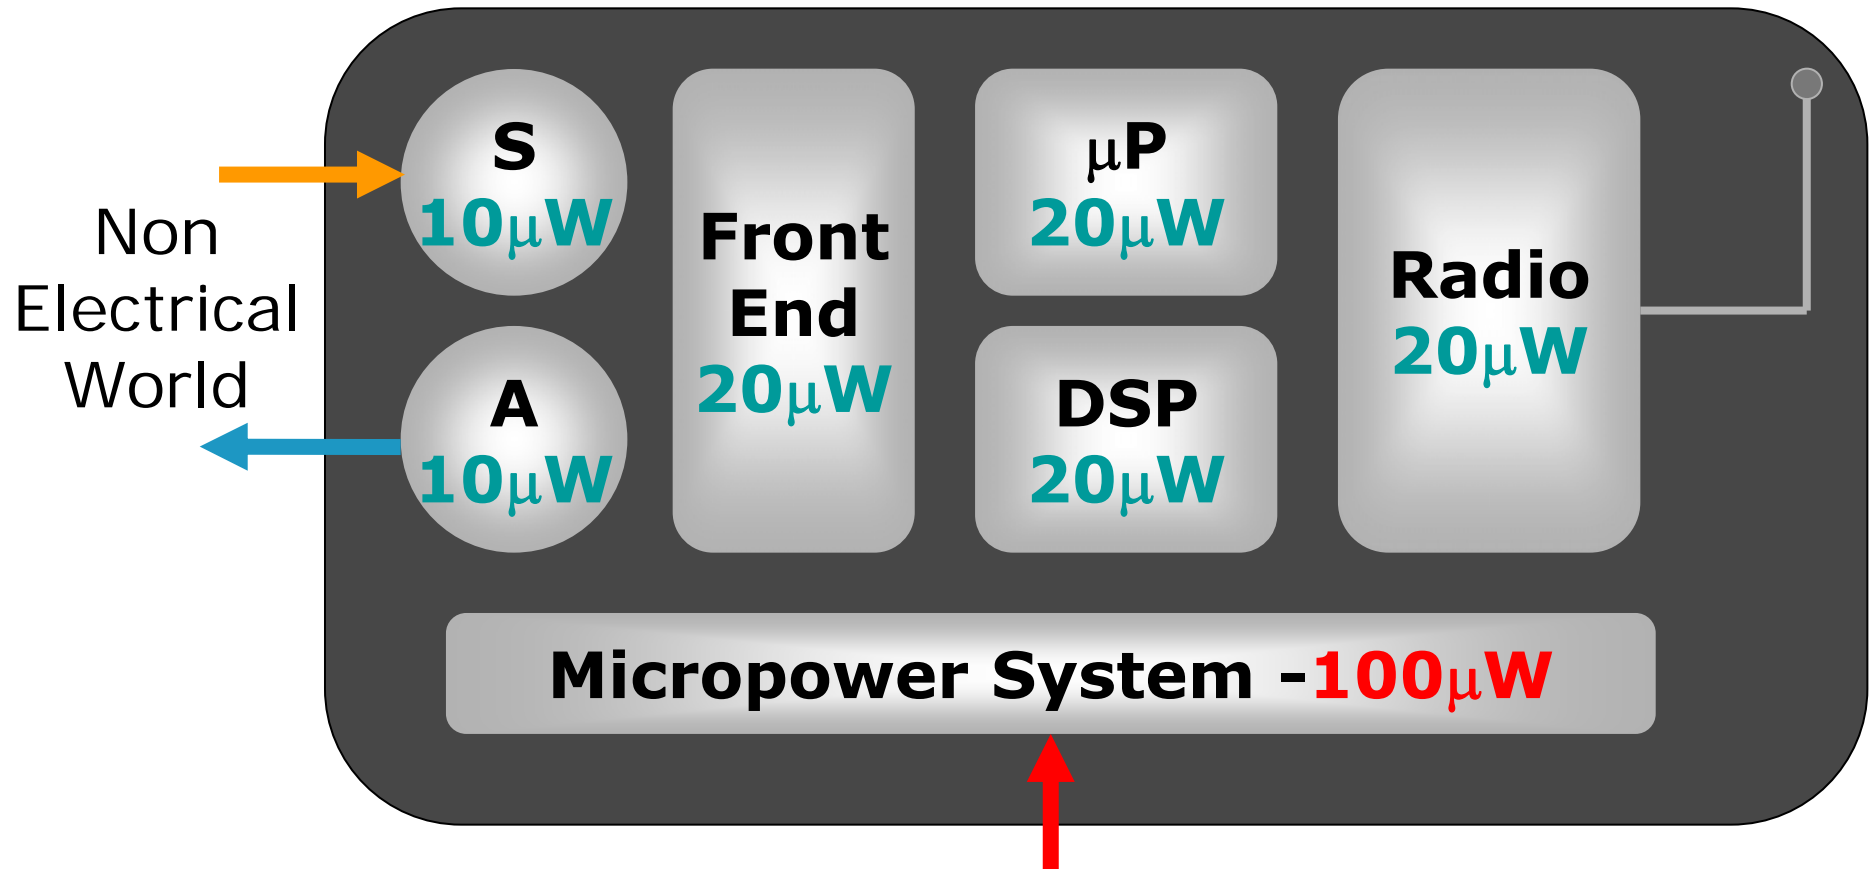 Non
Electrical
World
S
10μW
A
10μW
Front
End
20μW
μP
20μW
DSP
20μW
Radio
20μW
Micropower System -100μW